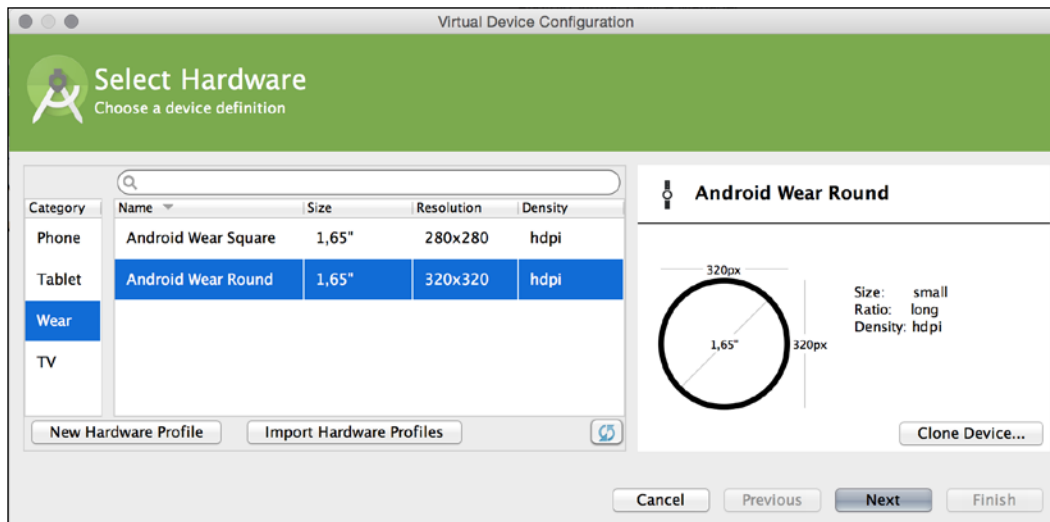 Virtual Device Configuration
Select Hardware
Choose a device definition
Category Name Size Resolution Density
Phone Android Wear Square 1,65" 280x280 hdpi
Tablet Android Wear Round 1,65" 320x320 hdpi
Wear
TV
New Hardware Profile Import Hardware Profiles
Android Wear Round
320px
1,65" 320px
Size: small
Ratio: long
Density: hdpi
Clone Device...
Cancel Previous Next Finish